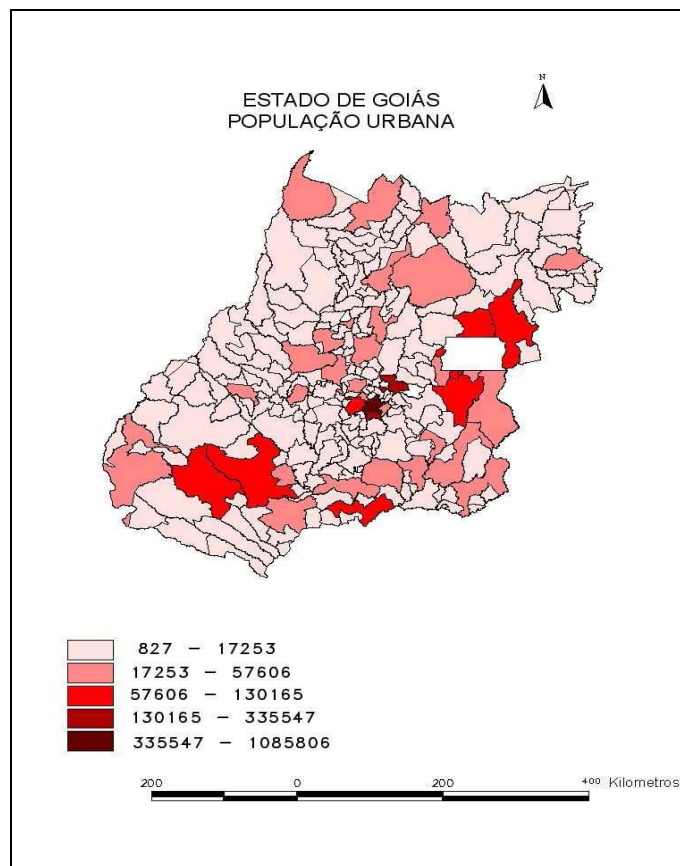 N
ESTADO DE GOIÁS
POPULAÇÃO URBANA
827 – 17253
17253 – 57606
57606 – 130165
130165 – 335547
335547 – 1085806
200 0 200 400 Kilometros